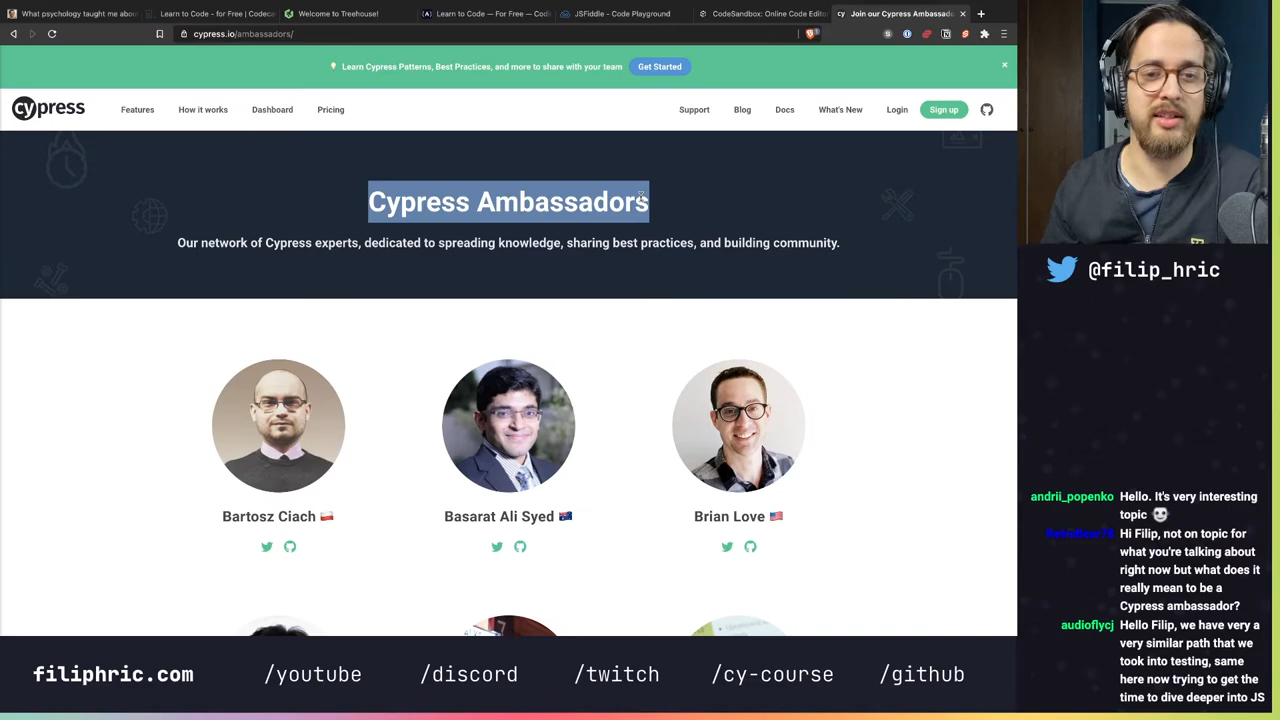 What psychology taught me about
Learn to Code - for Free | Codec
Welcome to Treehouse!
Learn to Code — For Free — Codi
JSFiddle - Code Playground
CodeSandbox: Online Code Editor
Join our Cypress Ambassado
cypress.io/ambassadors/
Learn Cypress Patterns, Best Practices, and more to share with your team
Get Started
cypress
Features
How it works
Dashboard
Pricing
Support
Blog
Docs
What's New
Login
Sign up
Cypress Ambassadors
Our network of Cypress experts, dedicated to spreading knowledge, sharing best practices, and building community.
Bartosz Ciach
Basarat Ali Syed
Brian Love
@filip_hric
andrii_popenko Hello. It's very interesting
topic
Hi Filip, not on topic for
what you're talking about
right now but what does it
really mean to be a
Cypress ambassador?
audioflycj Hello Filip, we have very a
very similar path that we
took into testing, same
here now trying to get the
time to dive deeper into JS
filiphric.com
/youtube
/discord
/twitch
/cy-course
/github